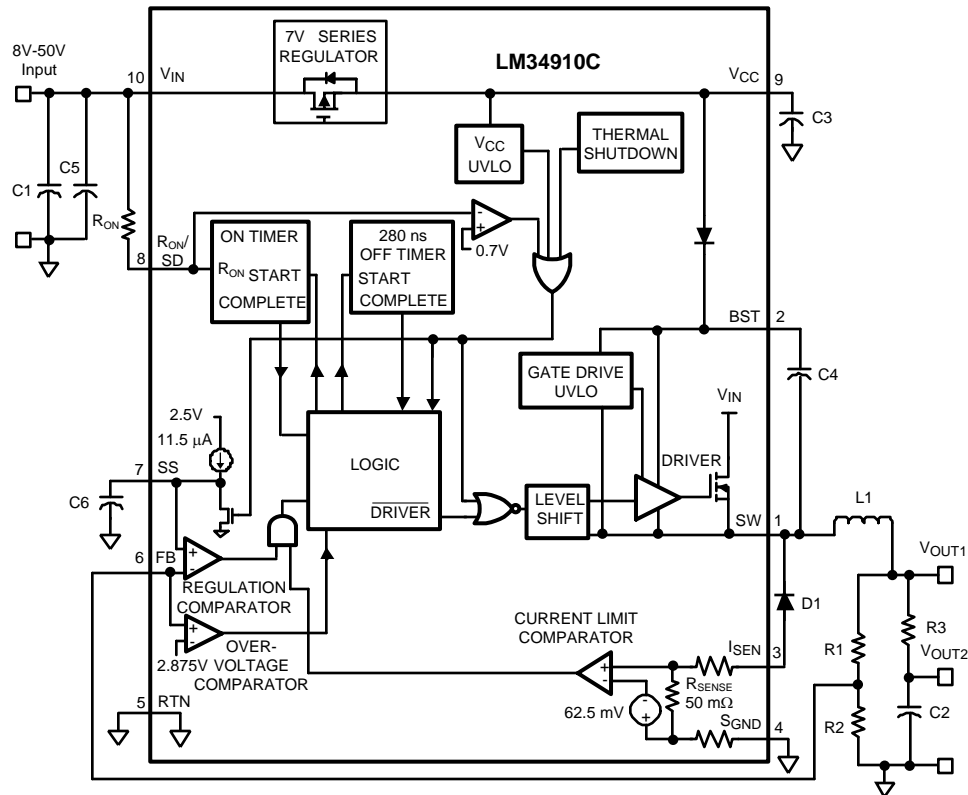 7V SERIES
REGULATOR
LM34910C
8V-50V
Input
10
VIN
VCC
9
C3
THERMAL
SHUTDOWN
VCC
UVLO
C1
C5
RON
RON/
SD
8
ON TIMER
RON START
COMPLETE
280 ns
OFF TIMER
START
COMPLETE
-
+
0.7V
BST
2
GATE DRIVE
UVLO
C4
VIN
2.5V
11.5 μA
7
SS
C6
LOGIC
DRIVER
DRIVER
LEVEL
SHIFT
SW
1
L1
VOUT1
6
FB
+
-
REGULATION
COMPARATOR
+
-
2.875V
OVER-
VOLTAGE
COMPARATOR
CURRENT LIMIT
COMPARATOR
+
-
D1
ISEN
3
RSENSE
50 mΩ
62.5 mV
-
+
SGND
4
5
RTN
R1
R3
VOUT2
R2
C2